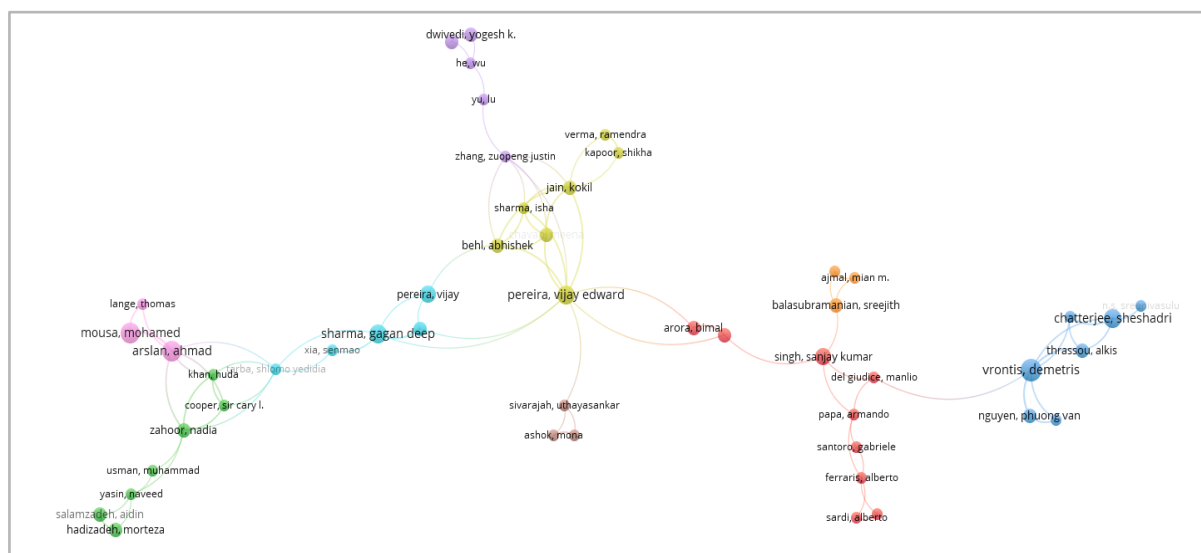 dwivedi, yogesh k.
he, wu
yu, lu
verma, ramendra
kapoor, shikha
zhang, zuopeng justin
jain, kokil
sharma, isha
behl, abhishek
pereira, vijay
pereira, vijay edward
ajmal, mian m.
lange, thomas
balasubramanian, sreejith
chatterjee, sheshadri
mousa, mohamed
sharma, gagan deep
arora, bimal
arslan, ahmad
xia, senmao
singh, sanjay kumar
thrassou, alkis
khan, huda
tarba, shlomo yedidia
vrontis, demetris
del giudice, manlio
cooper, sir cary l.
sivarajah, uthayasankar
papa, armando
nguyen, phuong van
zahoor, nadia
ashok, mona
santoro, gabriele
usman, muhammad
ferraris, alberto
yasin, naveed
salamzadeh, aidin
sardi, alberto
hadizadeh, morteza